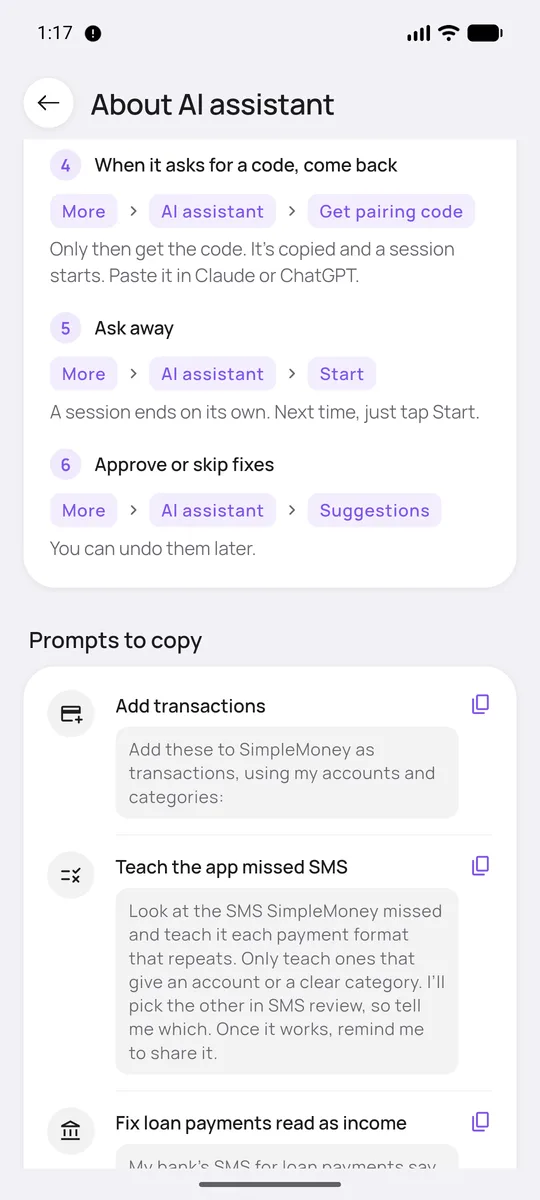 1:17
About AI assistant
4 When it asks for a code, come back
More > AI assistant > Get pairing code
Only then get the code. It's copied and a session
starts. Paste it in Claude or ChatGPT.
5 Ask away
More > AI assistant > Start
A session ends on its own. Next time, just tap Start.
6 Approve or skip fixes
More > AI assistant > Suggestions
You can undo them later.
Prompts to copy
Add transactions
Add these to SimpleMoney as
transactions, using my accounts and
categories:
Teach the app missed SMS
Look at the SMS SimpleMoney missed
and teach it each payment format
that repeats. Only teach ones that
give an account or a clear category. I'll
pick the other in SMS review, so tell
me which. Once it works, remind me
to share it.
Fix loan payments read as income
My bank's SMS for loan payments say